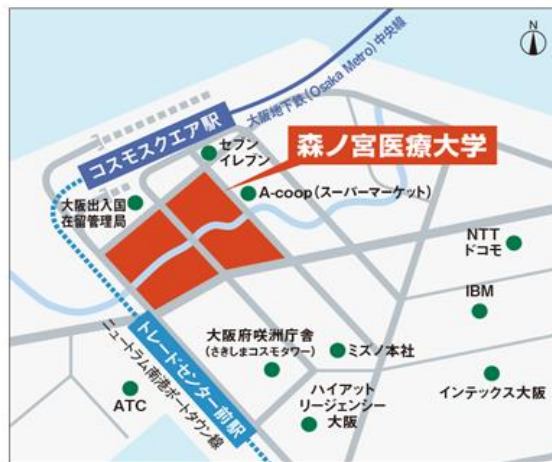 N
大阪地下鉄(Osaka Metro)中央線
コスモスクエア駅
セブン
イレブン
森ノ宮医療大学
A-coop(スーパーマーケット)
大阪出入国
在留管理局
NTT
ドコモ
IBM
大阪府咲洲庁舎
(さきしまコスモタワー)
ミズノ本社
トレードセンター前駅
ニュートラム南港ポートタウン線
ATC
ハイアット
リージェンシー
大阪
インテックス大阪